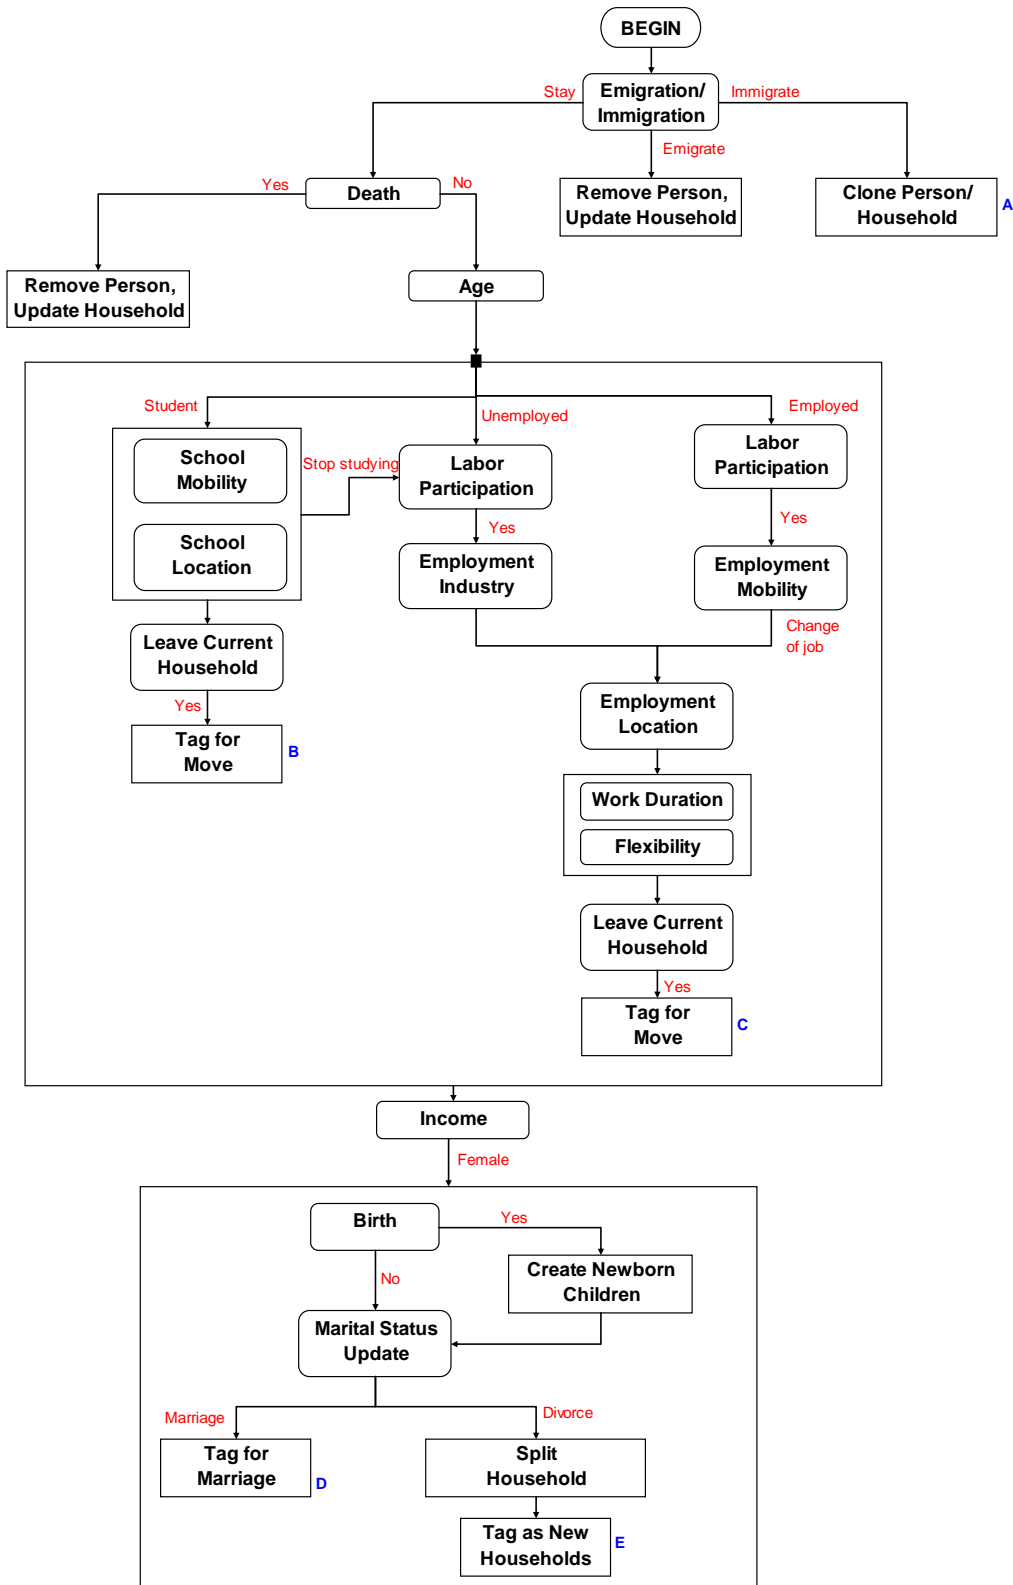 BEGIN
Emigration/
Immigration
Stay
Immigrate
Emigrate
Yes
Death
No
Remove Person,
Update Household
Clone Person/
Household
A
Remove Person,
Update Household
Age
Student
Unemployed
Employed
School
Mobility
Stop studying
Labor
Participation
Labor
Participation
School
Location
Yes
Yes
Employment
Industry
Employment
Mobility
Leave Current
Household
Change
of job
Yes
Tag for
Move
B
Employment
Location
Work Duration
Flexibility
Leave Current
Household
Yes
Tag for
Move
C
Income
Female
Birth
Yes
No
Create Newborn
Children
Marital Status
Update
Marriage
Divorce
Tag for
Marriage
D
Split
Household
Tag as New
Households
E